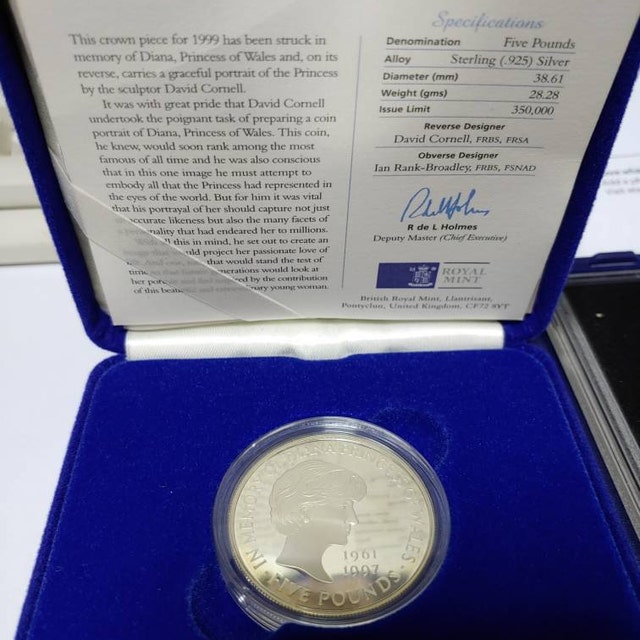 This crown piece for 1999 has been struck in
memory of Diana, Princess of Wales and, on its
reverse, carries a graceful portrait of the Princess
by the sculptor David Cornell.
It was with great pride that David Cornell
undertook the poignant task of preparing a coin
portrait of Diana, Princess of Wales. This coin,
he knew, would soon rank among the most
famous of all time and he was also conscious
that in this one image he must attempt to
embody all that the Princess had represented in
the eyes of the world. But for him it was vital
that his portrayal of her should capture not just
accurate likeness but also the many facets of
personality that had endeared her to millions.
this in mind, he set out to create an
would project her passionate love of
that would stand the test of
time generations would look at
her by the contribution
of this young woman.
Specifications
Denomination Five Pounds
Alloy Sterling (.925) Silver
Diameter (mm) 38.61
Weight (gms) 28.28
Issue Limit 350,000
Reverse Designer
David Cornell, FRBS, FRSA
Obverse Designer
Ian Rank-Broadley, FRBS, FSNAD
R de L Holmes
Deputy Master (Chief Executive)
ROYAL
MINT
British Royal Mint, Llantrisant,
Pontyclun, United Kingdom. CF72 8YT
IN MEMORY OF DIANA PRINCESS OF WALES
1961
1997
FIVE POUNDS